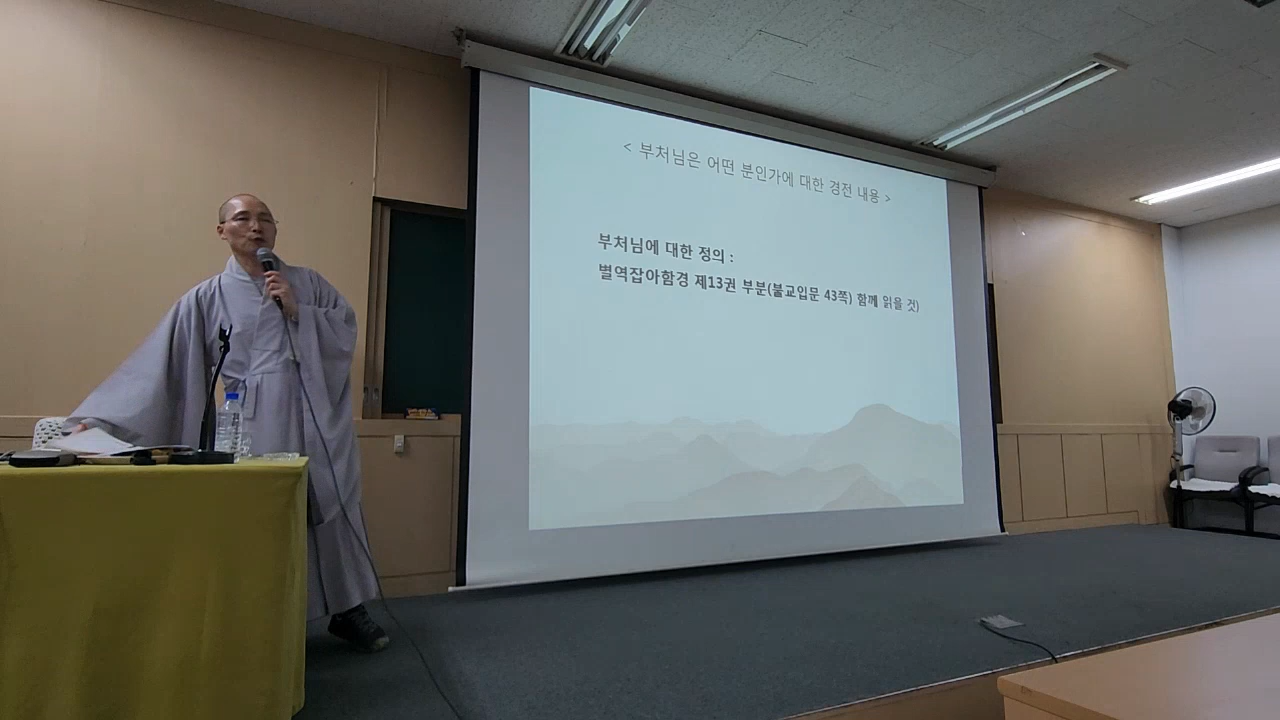 < 부처님은 어떤 분인가에 대한 경전 내용 >
부처님에 대한 정의 :
별역잡아함경 제13권 부분(불교입문 43쪽) 함께 읽을 것)